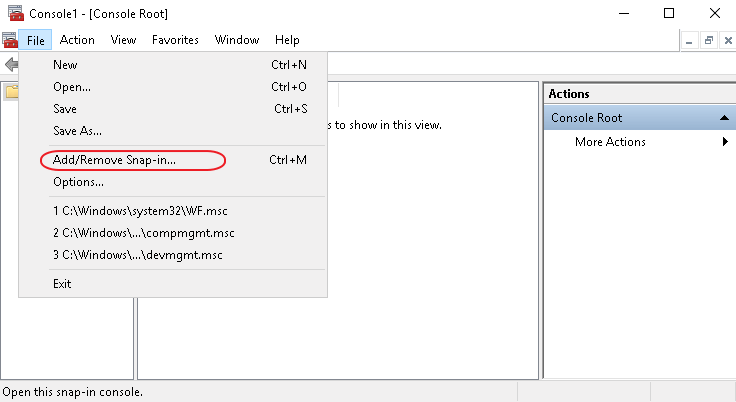 Console1 - [Console Root]
File Action View Favorites Window Help
New Ctrl+N
Open... Ctrl+O
Save Ctrl+S
Save As...
Add/Remove Snap-in... Ctrl+M
Options...
1 C:\Windows\system32\WF.msc
2 C:\Windows\...\compmgmt.msc
3 C:\Windows\...\devmgmt.msc
Exit
s to show in this view.
Actions
Console Root
More Actions
Open this snap-in console.